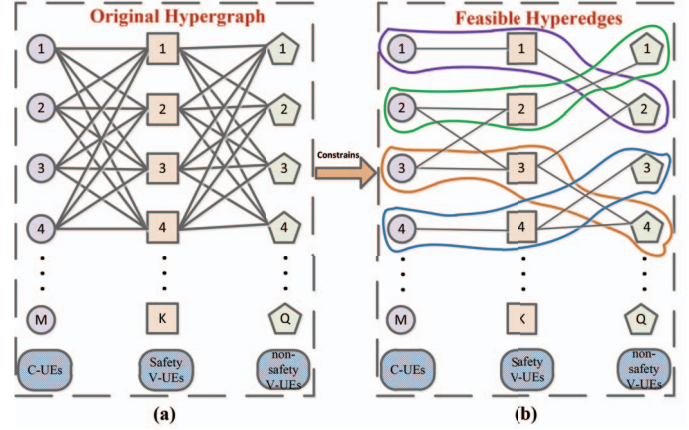 Original Hypergraph
1 1 1
2 2 2
3 3 3
4 4 4
M K Q
C-UEs
Safety
V-UEs
non-
safety
V-UEs
(a)
Constrains
Feasible Hyperedges
1 1 1
2 2 2
3 3 3
4 4 4
M K Q
C-UEs
Safety
V-UEs
non-
safety
V-UEs
(b)